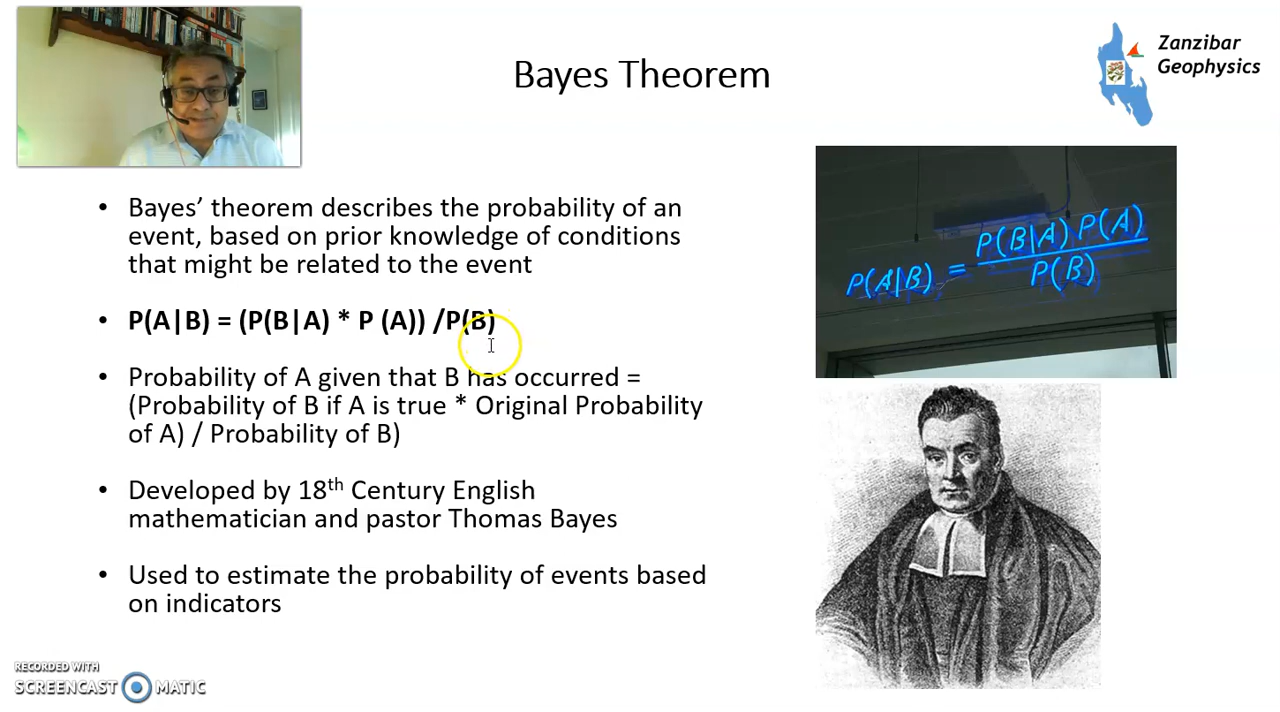 Bayes Theorem
Zanzibar
Geophysics
• Bayes’ theorem describes the probability of an
event, based on prior knowledge of conditions
that might be related to the event
• P(A|B) = (P(B|A) * P (A)) /P(B)
• Probability of A given that B has occurred =
(Probability of B if A is true * Original Probability
of A) / Probability of B)
• Developed by 18th Century English
mathematician and pastor Thomas Bayes
• Used to estimate the probability of events based
on indicators
P(A|B) = P(B|A) P(A)
P(B)
RECORDED WITH
SCREENCAST MATIC